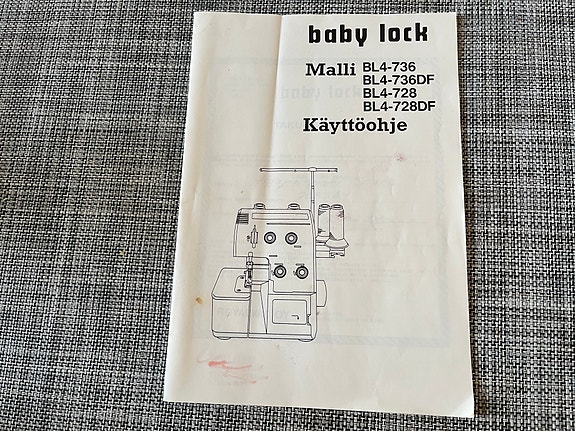 baby lock
Malli BL4-736
BL4-736DF
BL4-728
BL4-728DF
Käyttöohje